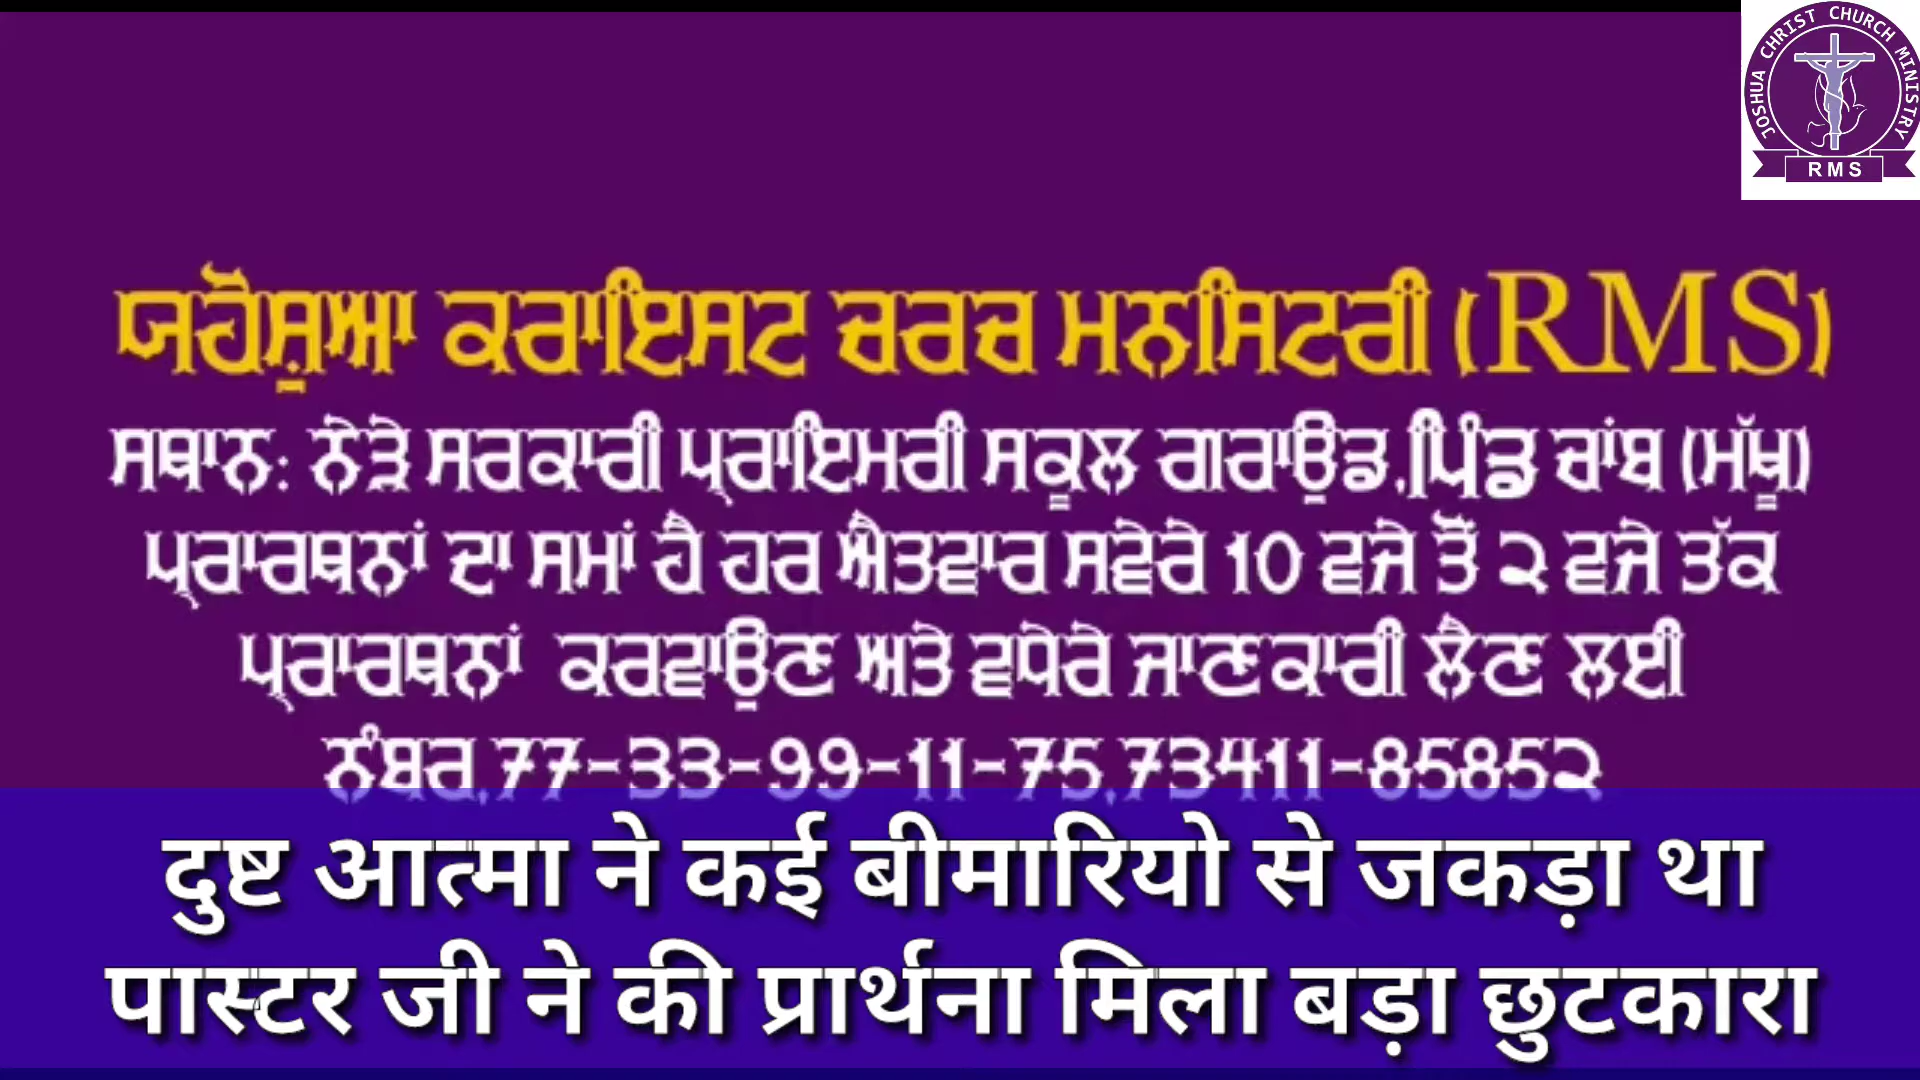 JOSHUA CHRIST CHURCH MINISTRY
RMS
ਯਹੋਸ਼ੁਆ ਕਰਾਇਸਟ ਚਰਚ ਮਨਿਸਟਰੀ (RMS)
ਸਥਾਨ: ਨੇੜੇ ਸਰਕਾਰੀ ਪ੍ਰਾਇਮਰੀ ਸਕੂਲ ਗਰਾਉਂਡ,ਪਿੰਡ ਚਾਂਬ (ਮੱਖੂ)
ਪ੍ਰਾਰਥਨਾਂ ਦਾ ਸਮਾਂ ਹੈ ਹਰ ਐਤਵਾਰ ਸਵੇਰੇ 10 ਵਜੇ ਤੋਂ ੨ ਵਜੇ ਤੱਕ
ਪ੍ਰਾਰਥਨਾਂ ਕਰਵਾਉਣ ਅਤੇ ਵਧੇਰੇ ਜਾਣਕਾਰੀ ਲੈਣ ਲਈ
ਨੰਬਰ,77-33-99-11-75,73411-8585੨
दुष्ट आत्मा ने कई बीमारियो से जकड़ा था
पास्टर जी ने की प्रार्थना मिला बड़ा छुटकारा